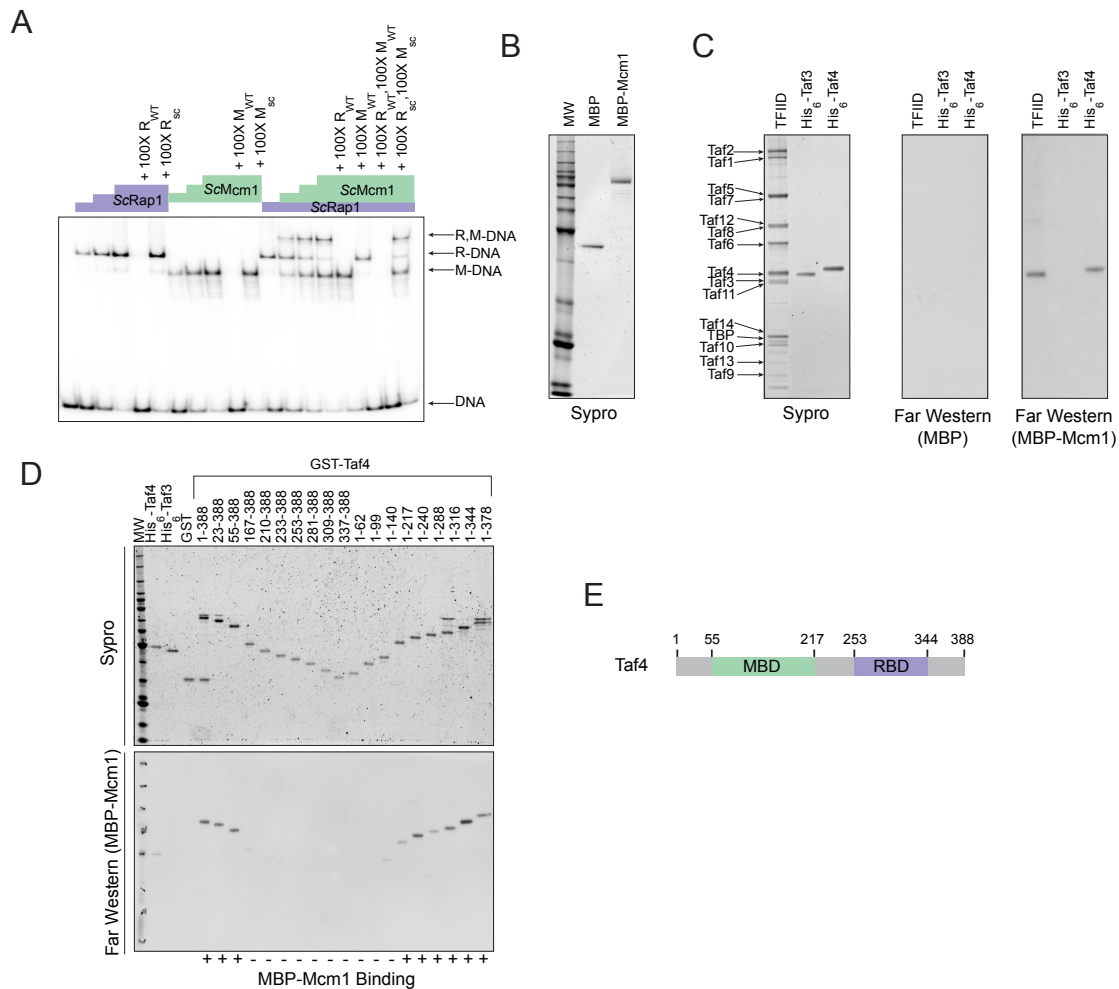 A
+ 100X R WT
+ 100X R sc
+ 100X M WT
+ 100X M sc
+ 100X R WT
+ 100X M WT
+ 100X R WT, 100X M WT
+ 100X R sc, 100X M sc
ScRap1
ScMcm1
ScMcm1
ScRap1
R,M-DNA
R-DNA
M-DNA
DNA
B
MW
MBP
MBP-Mcm1
Sypro
C
TFIID
His6-Taf3
His6-Taf4
Taf2
Taf1
Taf5
Taf7
Taf12
Taf8
Taf6
Taf4
Taf3
Taf11
Taf14
TBP
Taf10
Taf13
Taf9
Sypro
TFIID
His6-Taf3
His6-Taf4
Far Western
(MBP)
TFIID
His6-Taf3
His6-Taf4
Far Western
(MBP-Mcm1)
D
GST-Taf4
MW
His6-Taf4
His6-Taf3
GST
1-388
23-388
55-388
167-388
210-388
233-388
253-388
281-388
309-388
337-388
1-62
1-99
1-140
1-217
1-240
1-288
1-316
1-344
1-378
Sypro
Far Western (MBP-Mcm1)
+ + + - - - - - - - - - - + + + + + +
MBP-Mcm1 Binding
E
1 55 217 253 344 388
Taf4 MBD RBD